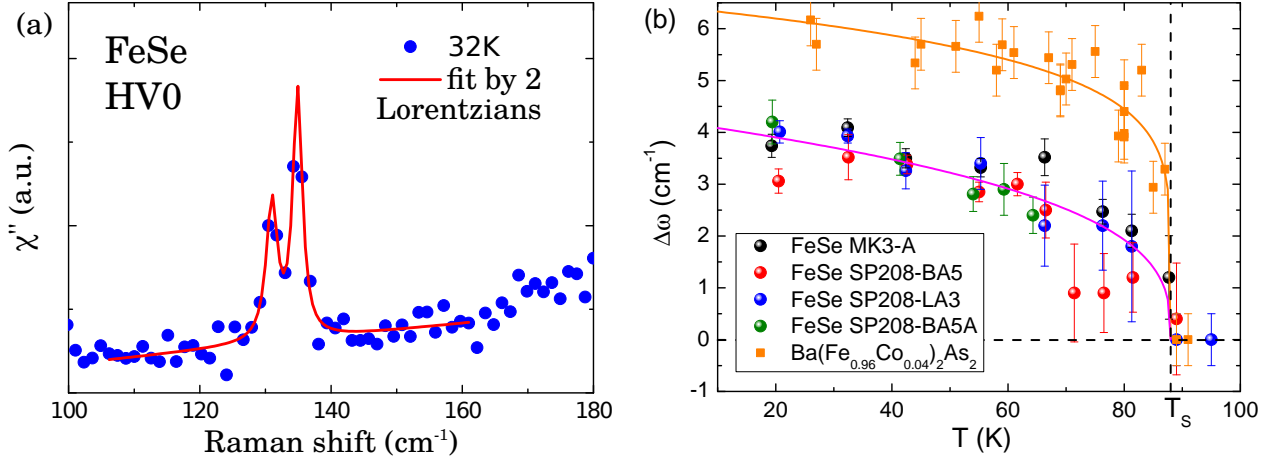 (a)
FeSe
HV0
32K
fit by 2
Lorentzians
χ'' (a.u.)
100 120 140 160 180
Raman shift (cm⁻¹)
(b)
6
5
4
3
2
1
0
-1
Δω (cm⁻¹)
FeSe MK3-A
FeSe SP208-BA5
FeSe SP208-LA3
FeSe SP208-BA5A
Ba(Fe₀.₉₆Co₀.₀₄)₂As₂
20 40 60 80 100
T_S
T (K)